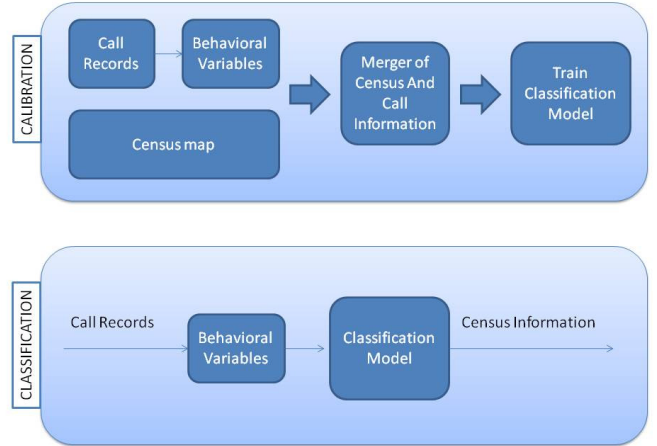 CALIBRATION
Call
Records
Behavioral
Variables
Census map
Merger of
Census And
Call
Information
Train
Classification
Model
CLASSIFICATION
Call Records
Behavioral
Variables
Classification
Model
Census Information